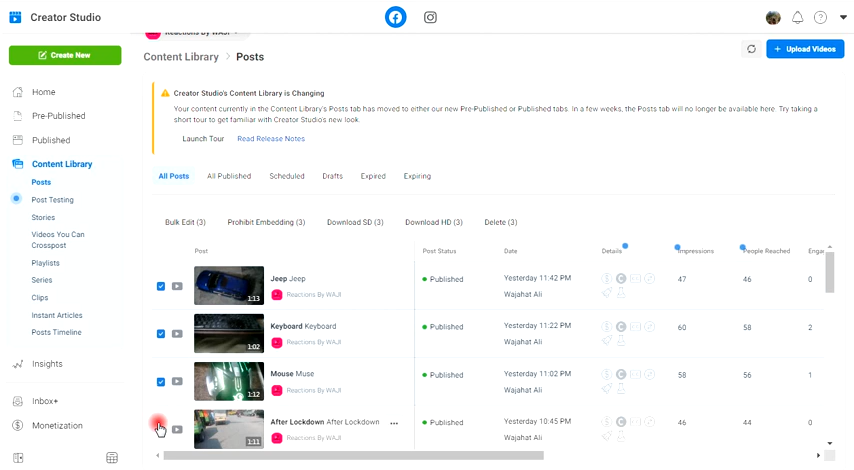 Creator Studio
Reactions By WAJI
Content Library > Posts
Upload Videos
Create New
Home
Pre-Published
Published
Content Library
Posts
Post Testing
Stories
Videos You Can
Crosspost
Playlists
Series
Clips
Instant Articles
Posts Timeline
Insights
Inbox+
Monetization
Creator Studio's Content Library is Changing
Your content currently in the Content Library's Posts tab has moved to either our new Pre-Published or Published tabs. In a few weeks, the Posts tab will no longer be available here. Try taking a
short tour to get familiar with Creator Studio's new look.
Launch Tour Read Release Notes
All Posts All Published Scheduled Drafts Expired Expiring
Bulk Edit (3) Prohibit Embedding (3) Download SD (3) Download HD (3) Delete (3)
Post Post Status Date Details Impressions People Reached Enga
1:13 Jeep Jeep Published Yesterday 11:42 PM 47 46 0
Reactions By WAJI Wajahat Ali
1:02 Keyboard Keyboard Published Yesterday 11:22 PM 60 58 2
Reactions By WAJI Wajahat Ali
1:12 Mouse Muse Published Yesterday 11:02 PM 58 56 1
Reactions By WAJI Wajahat Ali
1:11 After Lockdown After Lockdown ••• Published Yesterday 10:45 PM 46 44 0
Reactions By WAJI Wajahat Ali